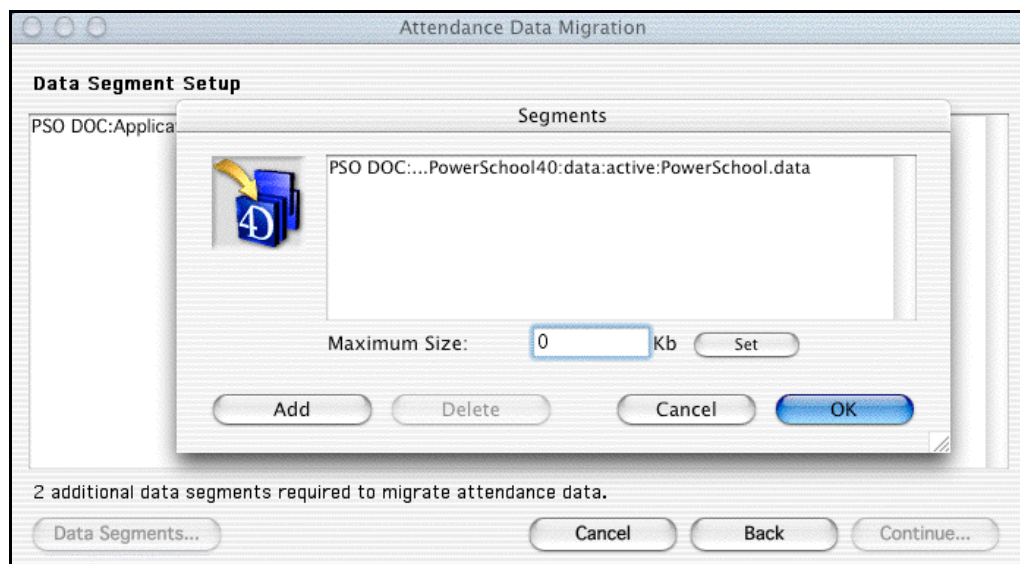 Attendance Data Migration
Data Segment Setup
PSO DOC:Applica
Segments
4D
PSO DOC:...PowerSchool40:data:active:PowerSchool.data
Maximum Size:
0
Kb
Set
Add
Delete
Cancel
OK
2 additional data segments required to migrate attendance data.
Data Segments...
Cancel
Back
Continue...